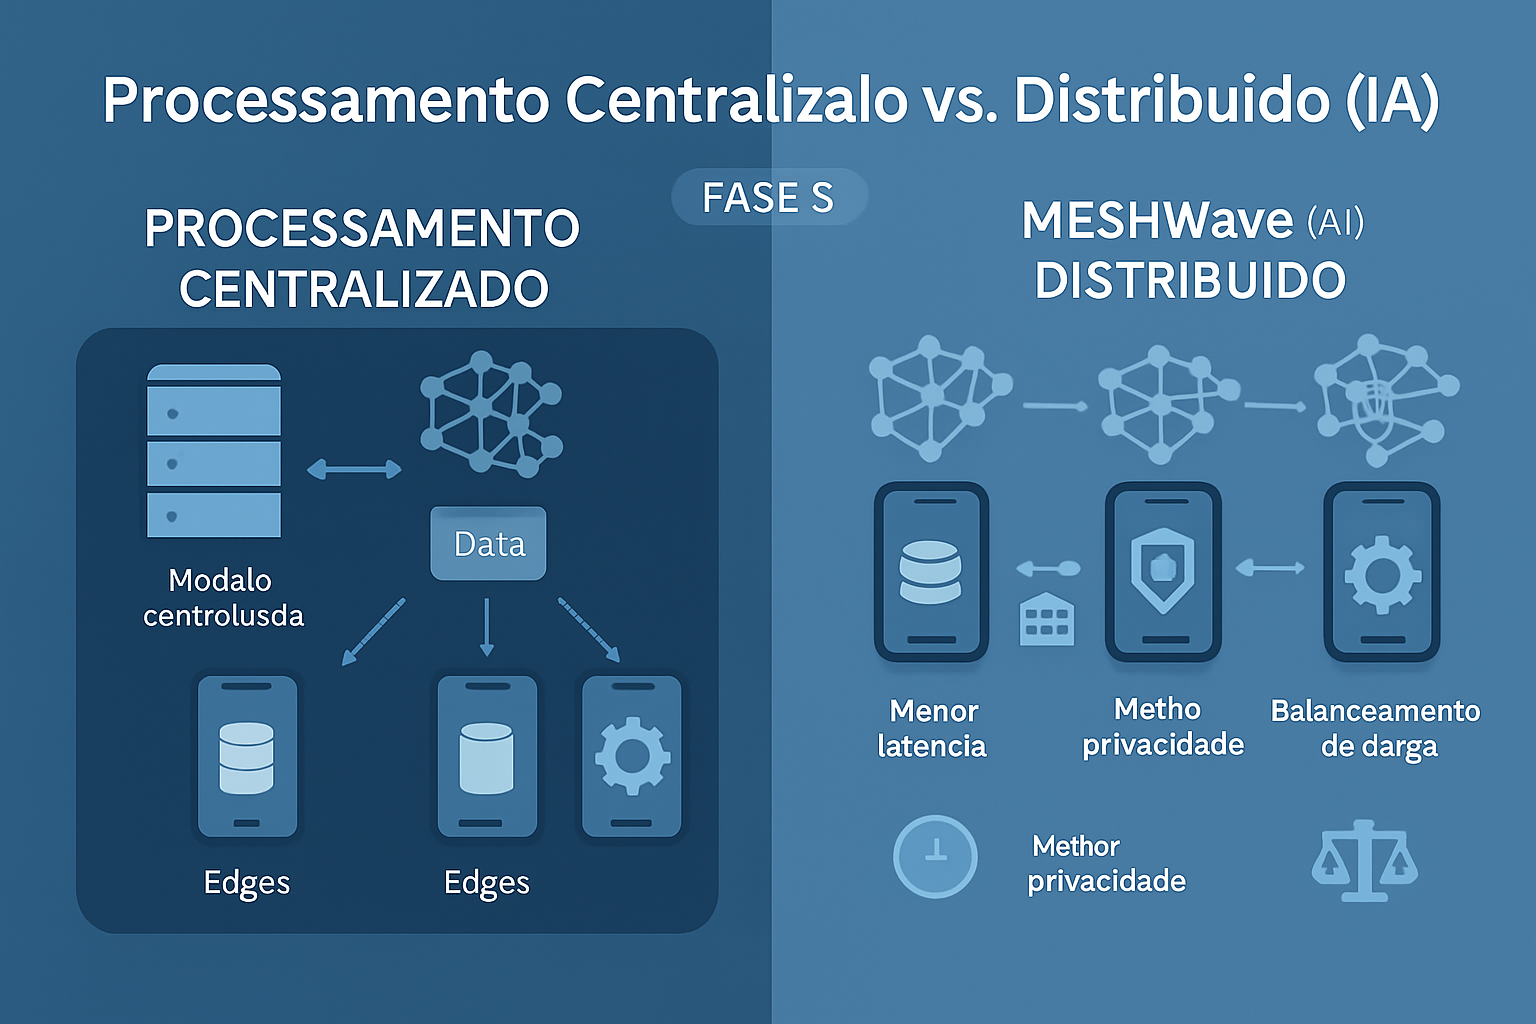 Processamento Centralizalo vs. Distribuido (IA)
FASE S
PROCESSAMENTO
CENTRALIZADO
Data
Modalo
centrolusda
Edges
Edges
MESHWave (AI)
DISTRIBUIDO
Menor
latencia
Metho
privacidade
Balanceamento
de darga
Methor
privacidade